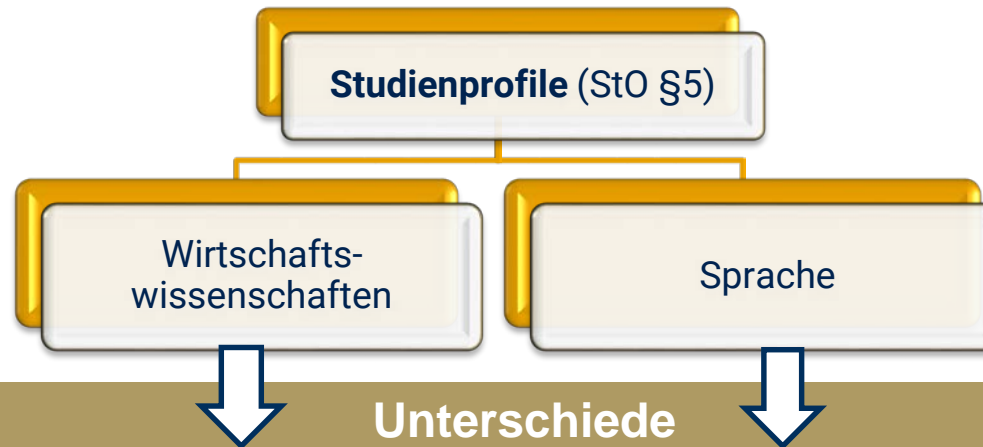 Studienprofile (StO §5)
Wirtschafts-
wissenschaften
Sprache
Unterschiede